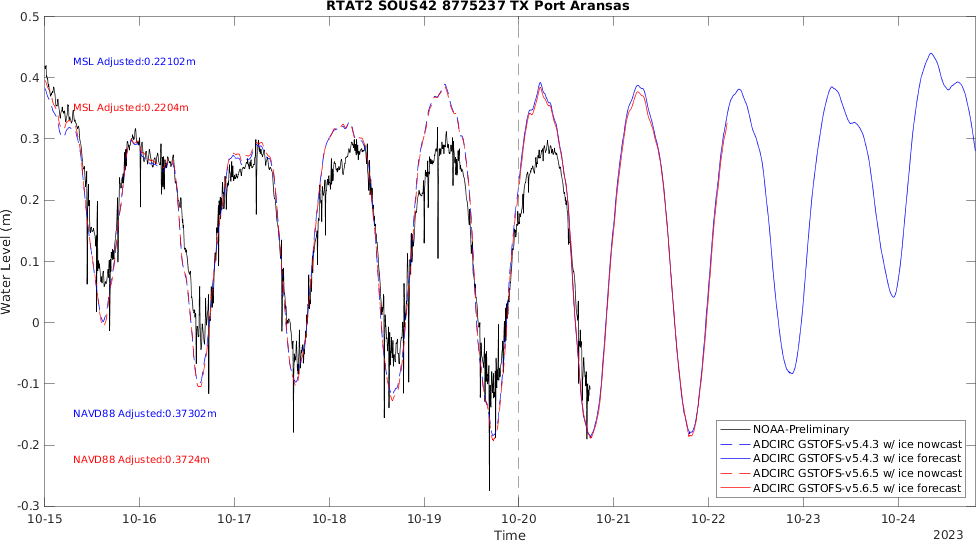 RTAT2 SOUS42 8775237 TX Port Aransas
0.5
0.4
0.3
0.2
0.1
0
-0.1
-0.2
-0.3
Water Level (m)
MSL Adjusted:0.22102m
MSL Adjusted:0.2204m
NAVD88 Adjusted:0.37302m
NAVD88 Adjusted:0.3724m
NOAA-Preliminary
ADCIRC GSTOFS-v5.4.3 w/ ice nowcast
ADCIRC GSTOFS-v5.4.3 w/ ice forecast
ADCIRC GSTOFS-v5.6.5 w/ ice nowcast
ADCIRC GSTOFS-v5.6.5 w/ ice forecast
10-15 10-16 10-17 10-18 10-19 10-20 10-21 10-22 10-23 10-24
Time
2023